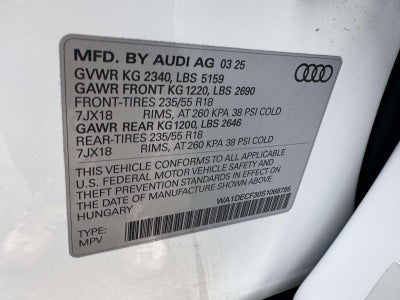 MFD. BY AUDI AG 03 25
GVWR KG 2340, LBS 5159
GAWR FRONT KG 1220, LBS 2690
FRONT-TIRES 235/55 R18
7JX18 RIMS, AT 260 KPA 38 PSI COLD
GAWR REAR KG 1200, LBS 2646
REAR-TIRES 235/55 R18
7JX18 RIMS, AT 260 KPA 38 PSI COLD
THIS VEHICLE CONFORMS TO ALL APPLICABLE
U.S. FEDERAL MOTOR VEHICLE SAFETY AND
THEFT PREVENTION STANDARDS IN EFFECT
ON THE DATE OF MANUFACTURE SHOWN ABOVE.
HUNGARY
WA1DECF30S1068795
TYPE:
MPV